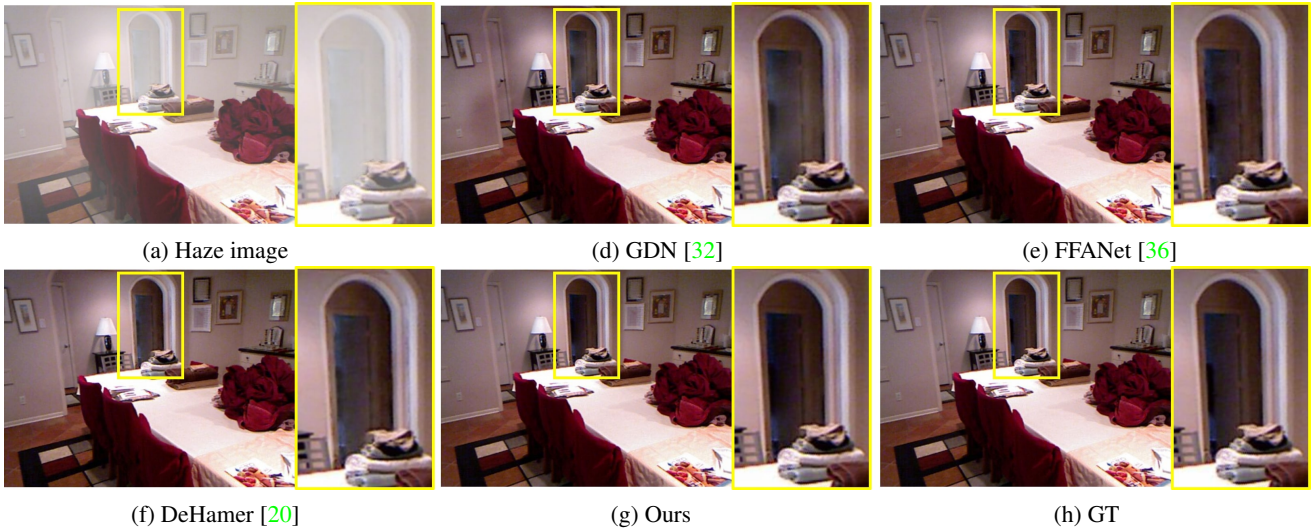 (a) Haze image
(d) GDN [32]
(e) FFANet [36]
(f) DeHamer [20]
(g) Ours
(h) GT